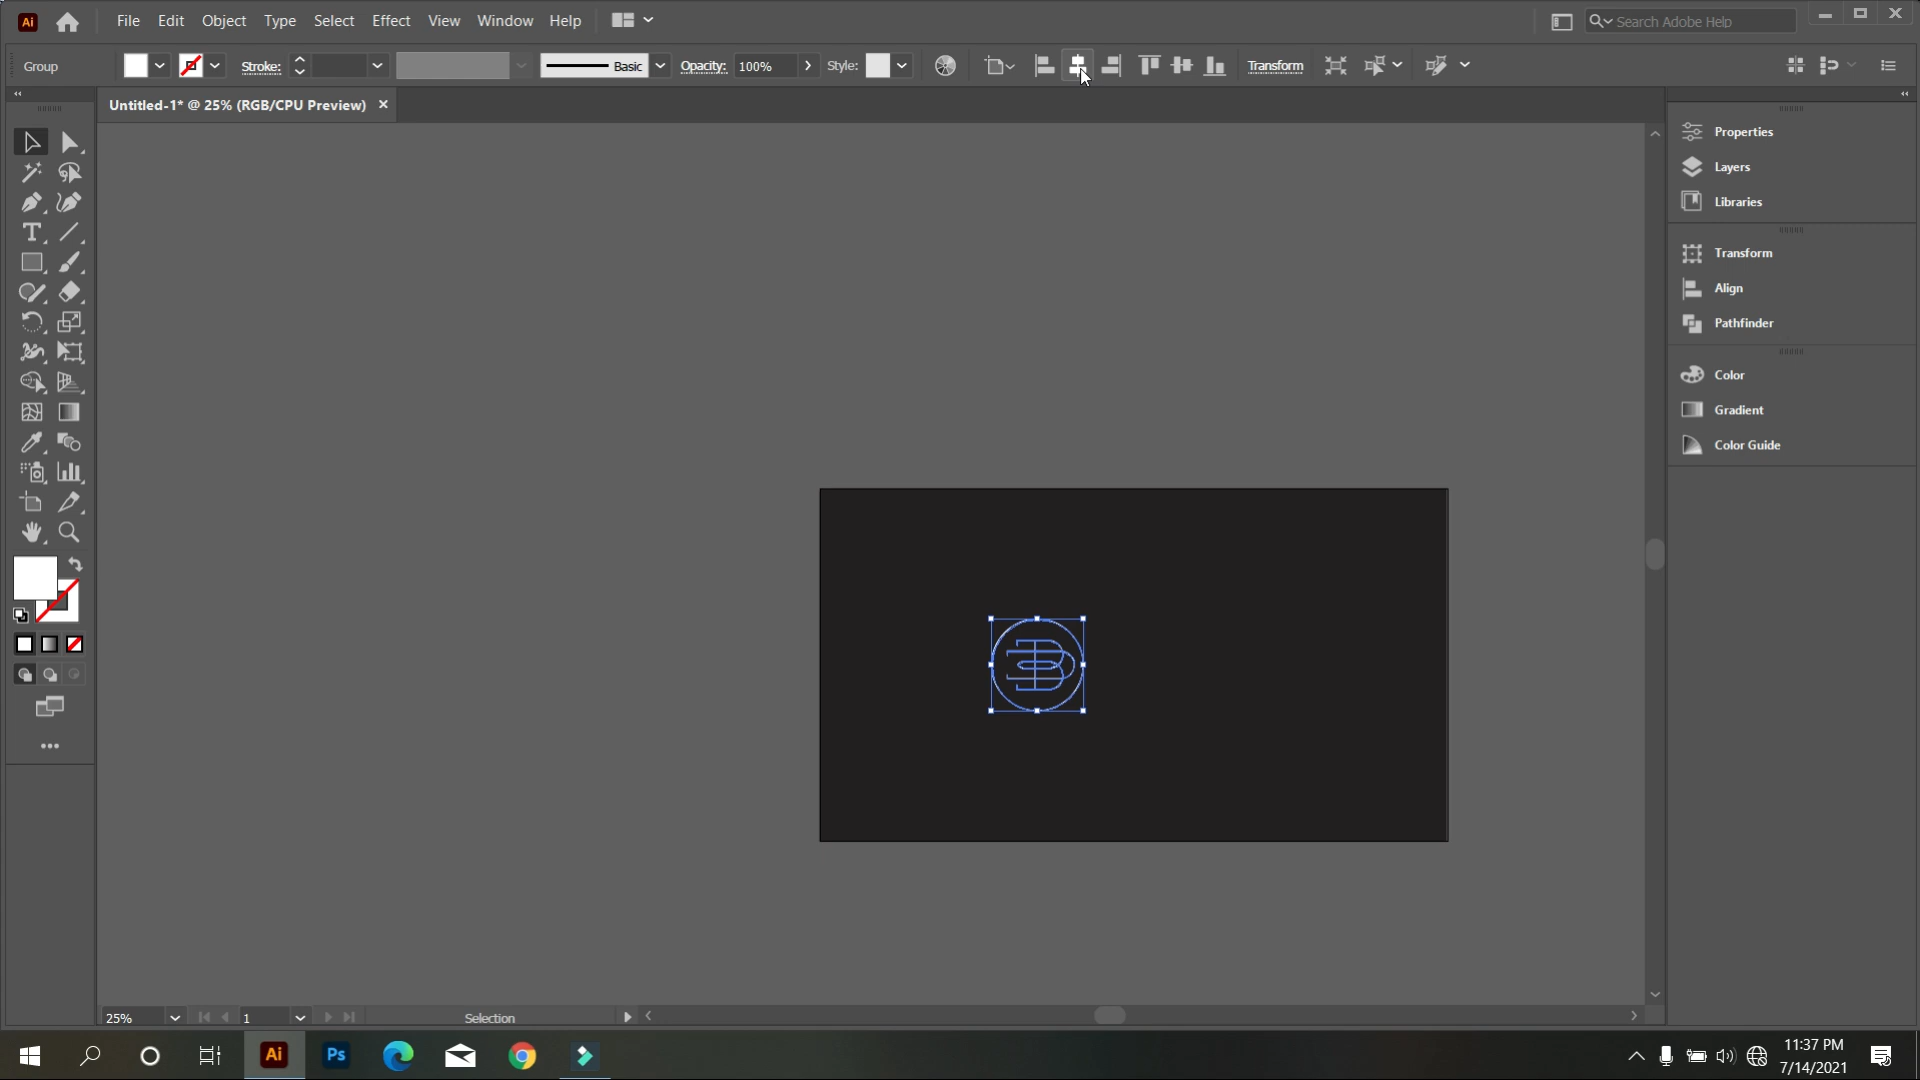 Ai
File Edit Object Type Select Effect View Window Help
Search Adobe Help
Group
Stroke:
Basic
Opacity: 100%
Style:
Transform
Untitled-1* @ 25% (RGB/CPU Preview)
Properties
Layers
Libraries
Transform
Align
Pathfinder
Color
Gradient
Color Guide
25%
1
Selection
Ai
Ps
11:37 PM
7/14/2021